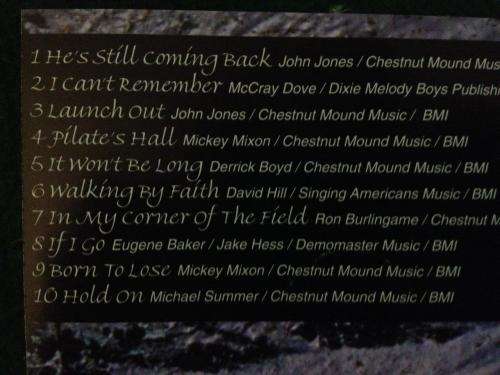 1 He's Still Coming Back John Jones / Chestnut Mound Mus
2 I Can't Remember McCray Dove / Dixie Melody Boys Publishi
3 Launch Out John Jones / Chestnut Mound Music / BMI
4 Pilate's Hall Mickey Mixon / Chestnut Mound Music / BMI
5 It Won't Be Long Derrick Boyd / Chestnut Mound Music / BMI
6 Walking By Faith David Hill / Singing Americans Music / BMI
7 In My Corner Of The Field Ron Burlingame / Chestnut M
8 If I Go Eugene Baker / Jake Hess / Demomaster Music / BMI
9 Born To Lose Mickey Mixon / Chestnut Mound Music / BMI
10 Hold On Michael Summer / Chestnut Mound Music / BMI